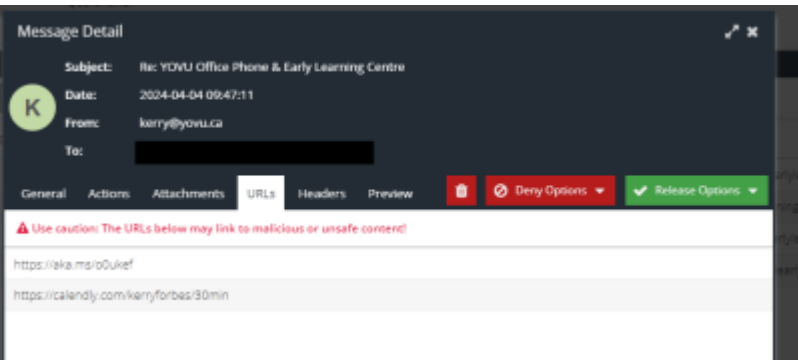 Message Detail
Subject: Re: YOVU Office Phone & Early Learning Centre
K
Date: 2024-04-04 09:47:11
From: kerry@yovu.ca
To:
General Actions Attachments URLs Headers Preview Deny Options Release Options
Use caution: The URLs below may link to malicious or unsafe content!
https://aka.ms/o0ukef
https://calendly.com/kerryforbes/30min